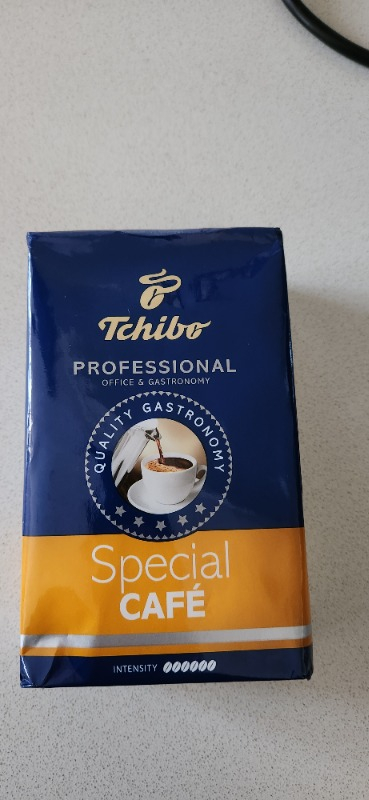 Tchibo
PROFESSIONAL
OFFICE & GASTRONOMY
QUALITY GASTRONOMY
Special
CAFÉ
INTENSITY